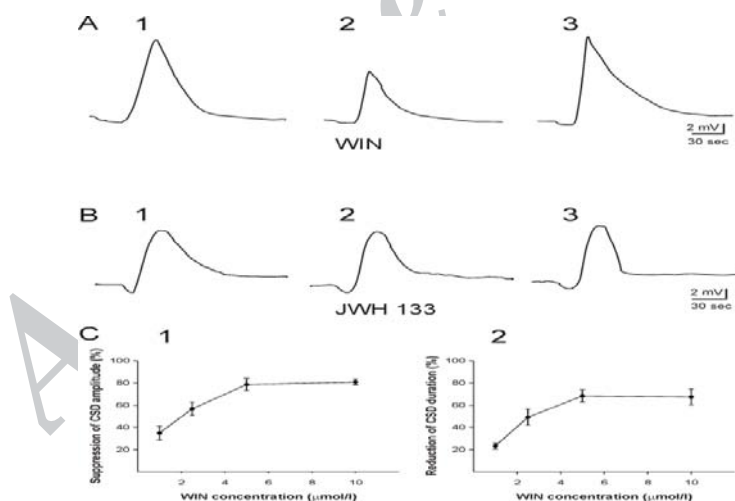 A 1 2 3
WIN
2 mV
30 sec
B 1 2 3
JWH 133
2 mV
30 sec
C 1 2
Suppression of CSD amplitude (%)
100
80
60
40
20
2 4 6 8 10
WIN concentration (μmol/l)
Reduction of CSD duration (%)
100
80
60
40
20
2 4 6 8 10
WIN concentration (μmol/l)